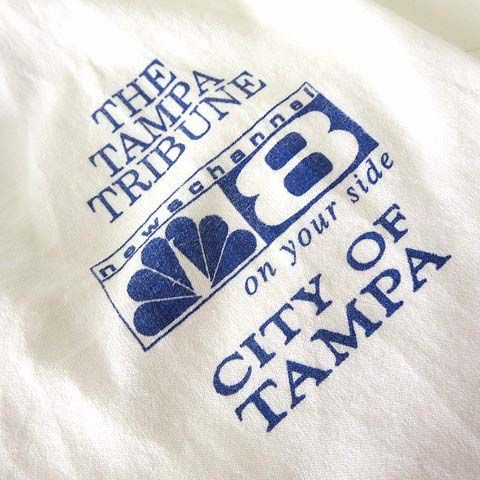 THE
TAMPA
TRIBUNE
newschannel
8
on your side
CITY OF
TAMPA